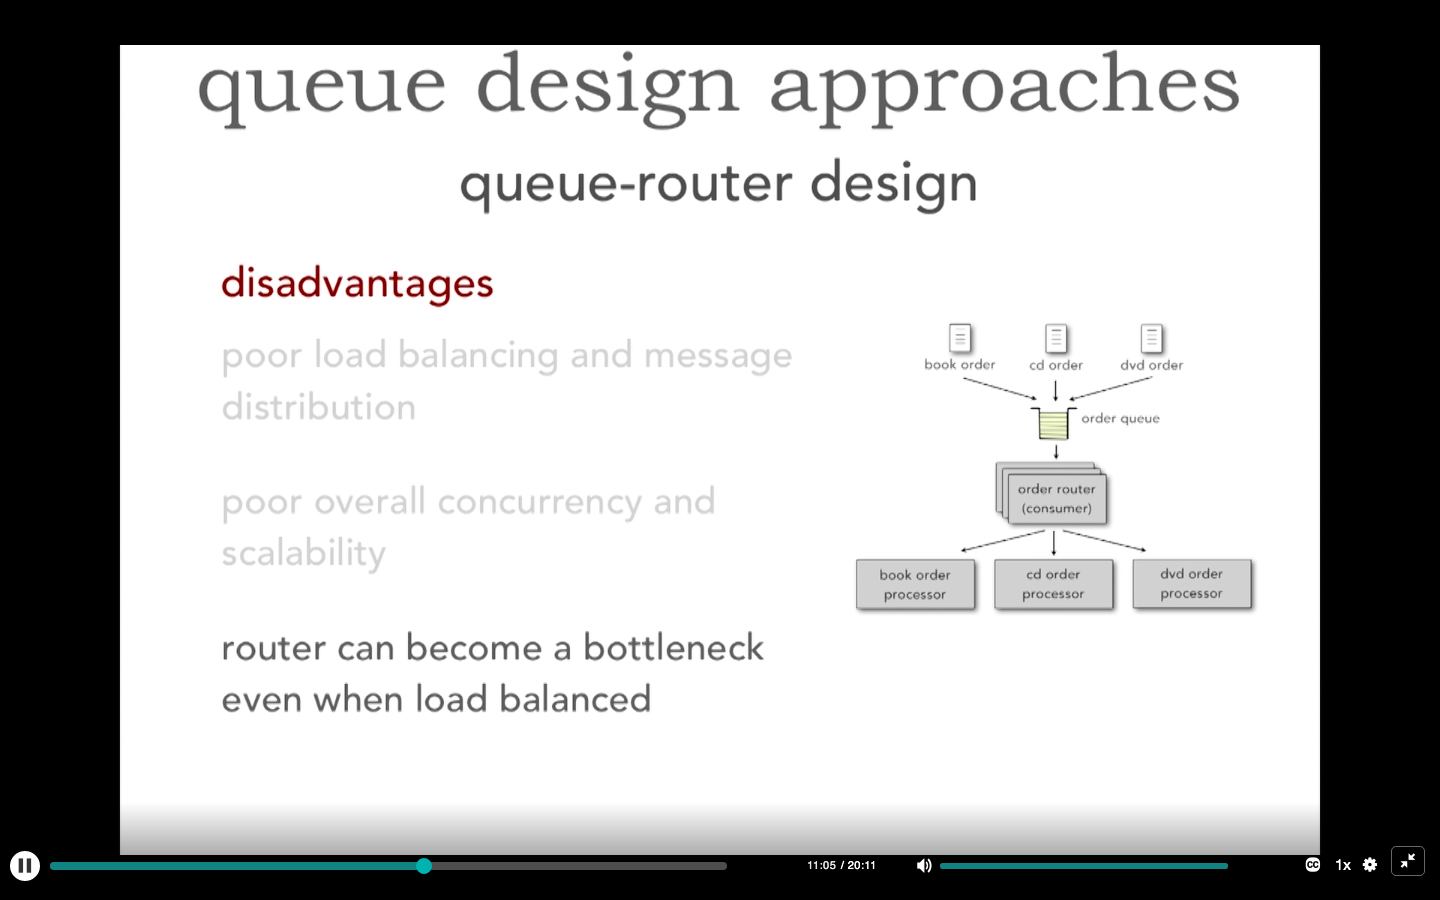 queue design approaches
queue-router design
disadvantages
poor load balancing and message
distribution
poor overall concurrency and
scalability
router can become a bottleneck
even when load balanced
book order
cd order
dvd order
order queue
order router
(consumer)
book order
processor
cd order
processor
dvd order
processor
11:05 / 20:11
CC
1x